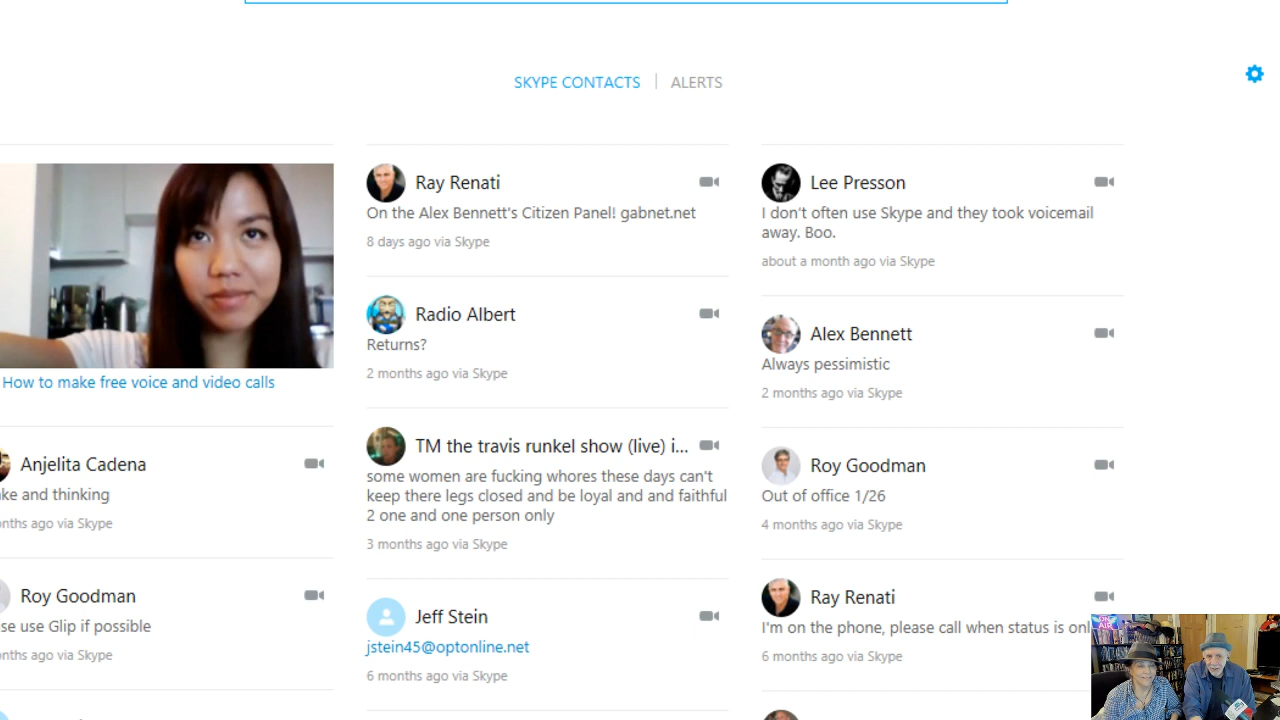 SKYPE CONTACTS | ALERTS
How to make free voice and video calls
Anjelita Cadena
ke and thinking
nths ago via Skype
Roy Goodman
se use Glip if possible
nths ago via Skype
Ray Renati
On the Alex Bennett's Citizen Panel! gabnet.net
8 days ago via Skype
Radio Albert
Returns?
2 months ago via Skype
TM the travis runkel show (live) i...
some women are fucking whores these days can't
keep there legs closed and be loyal and and faithful
2 one and one person only
3 months ago via Skype
Jeff Stein
jstein45@optonline.net
6 months ago via Skype
Lee Presson
I don't often use Skype and they took voicemail
away. Boo.
about a month ago via Skype
Alex Bennett
Always pessimistic
2 months ago via Skype
Roy Goodman
Out of office 1/26
4 months ago via Skype
Ray Renati
I'm on the phone, please call when status is onl
6 months ago via Skype
ON
AIR